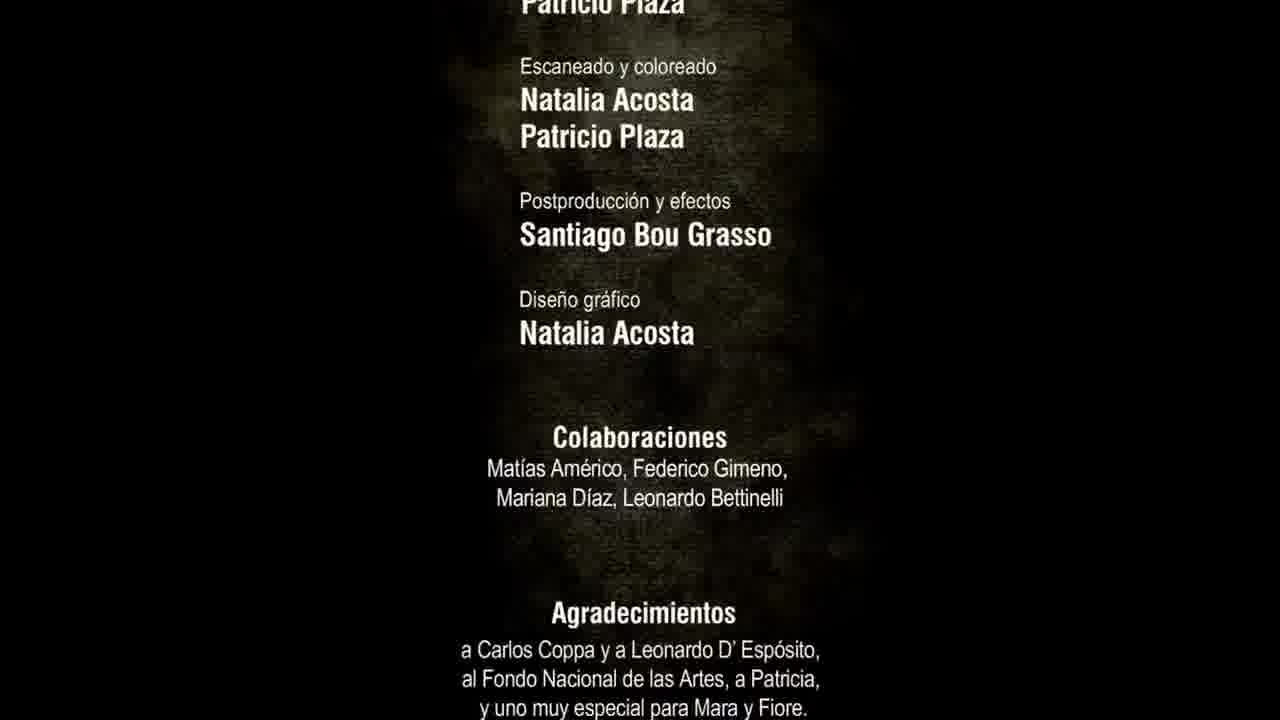 Patricio Plaza
Escaneado y coloreado
Natalia Acosta
Patricio Plaza
Postproducción y efectos
Santiago Bou Grasso
Diseño gráfico
Natalia Acosta
Colaboraciones
Matías Américo, Federico Gimeno,
Mariana Díaz, Leonardo Bettinelli
Agradecimientos
a Carlos Coppa y a Leonardo D' Espósito,
al Fondo Nacional de las Artes, a Patricia,
y uno muy especial para Mara y Fiore.